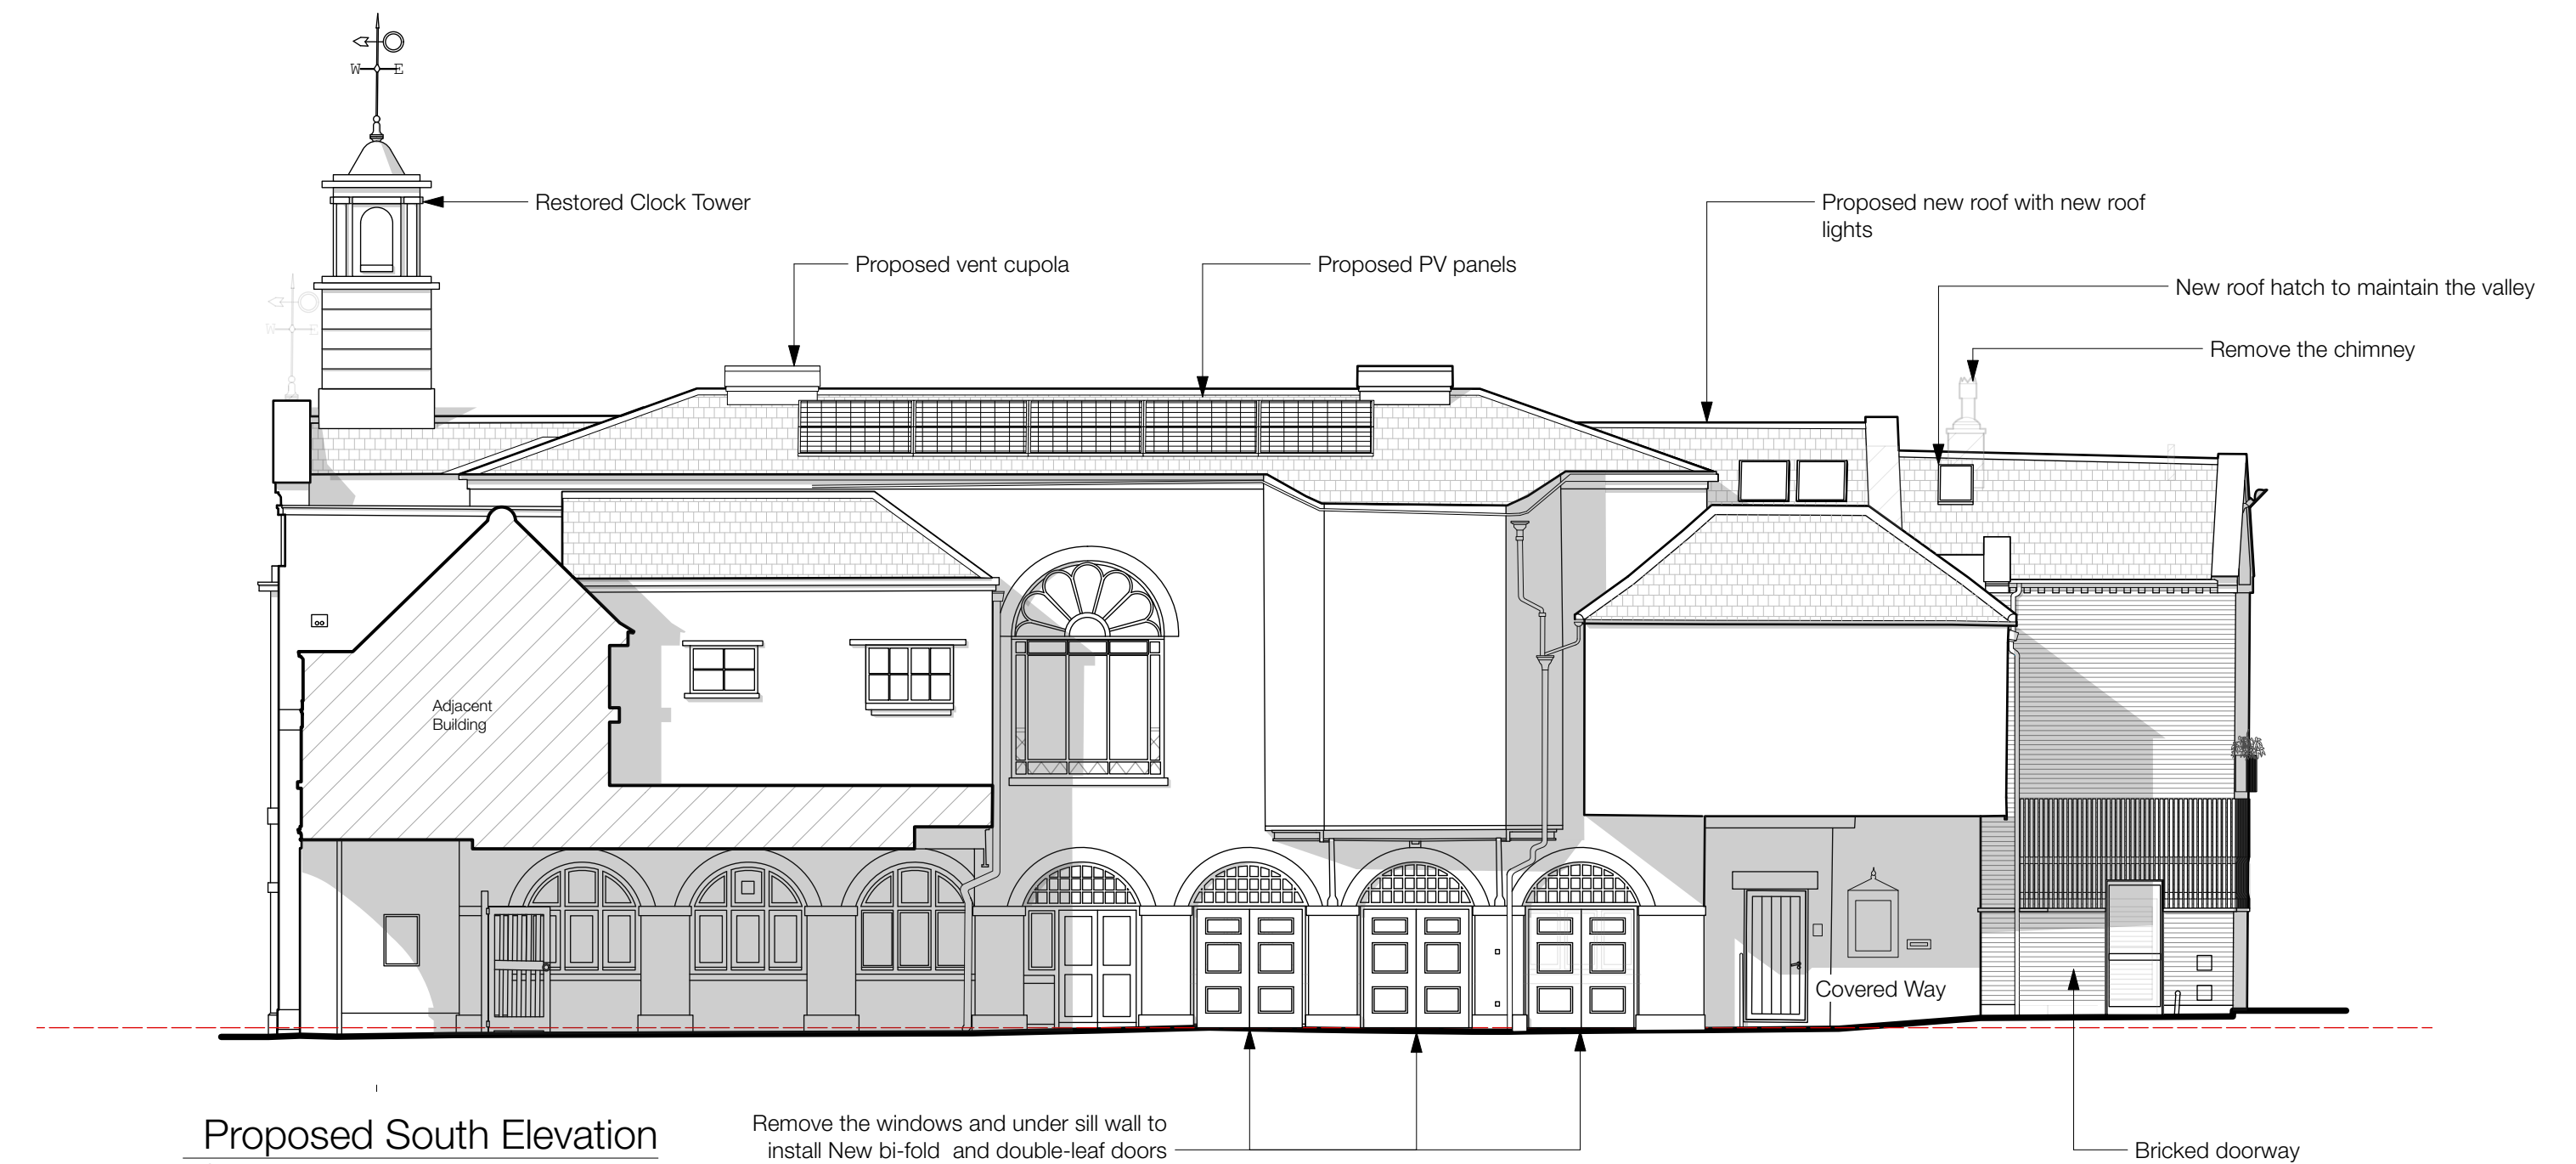 W E
Restored Clock Tower
Proposed new roof with new roof
lights
Proposed vent cupola
Proposed PV panels
New roof hatch to maintain the valley
W E
Remove the chimney
Adjacent
Building
Covered Way
Proposed South Elevation
Remove the windows and under sill wall to
install New bi-fold and double-leaf doors
Bricked doorway